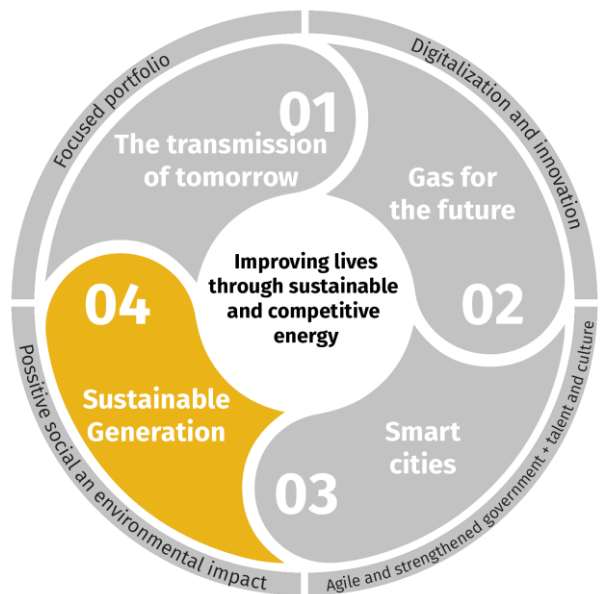 Focused portfolio
Digitalization and innovation
01
The transmission
of tomorrow
Gas for
the future
Improving lives
through sustainable
and competitive
energy
04
02
Sustainable
Generation
Smart
cities
03
Possitive social an environmental impact
Agile and strengthened government + talent and culture